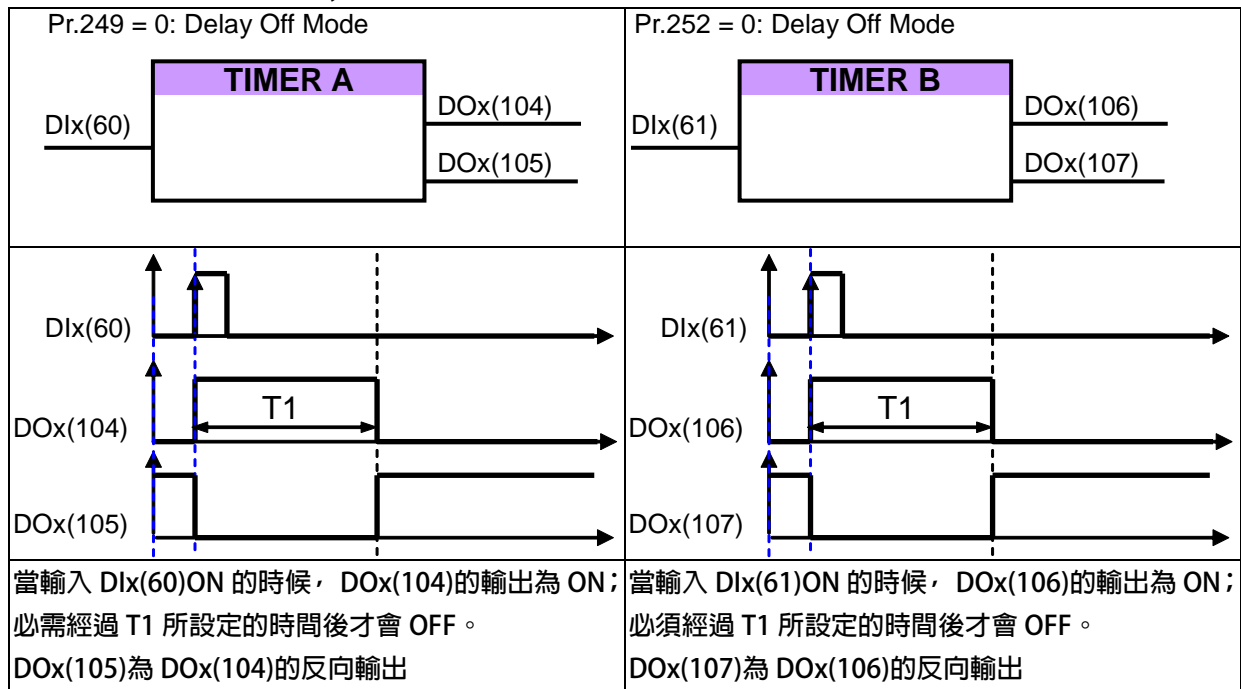 Pr.249 = 0: Delay Off Mode
TIMER A
DIx(60)
DOx(104)
DOx(105)
Pr.252 = 0: Delay Off Mode
TIMER B
DIx(61)
DOx(106)
DOx(107)
DIx(60)
DOx(104)
T1
DOx(105)
DIx(61)
DOx(106)
T1
DOx(107)
當輸入 DIx(60)ON 的時候， DOx(104)的輸出為 ON；
必需經過 T1 所設定的時間後才會 OFF。
DOx(105)為 DOx(104)的反向輸出
當輸入 DIx(61)ON 的時候， DOx(106)的輸出為 ON；
必須經過 T1 所設定的時間後才會 OFF。
DOx(107)為 DOx(106)的反向輸出